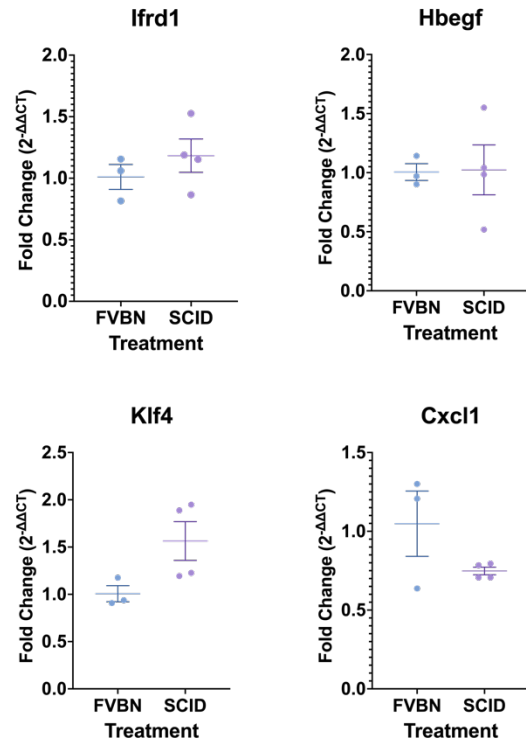 Ifrd1
Fold Change (2^-ΔΔCT)
2.0
1.5
1.0
0.5
0.0
FVBN SCID
Treatment
Hbegf
Fold Change (2^-ΔΔCT)
2.0
1.5
1.0
0.5
0.0
FVBN SCID
Treatment
Klf4
Fold Change (2^-ΔΔCT)
2.5
2.0
1.5
1.0
0.5
0.0
FVBN SCID
Treatment
Cxcl1
Fold Change (2^-ΔΔCT)
1.5
1.0
0.5
0.0
FVBN SCID
Treatment